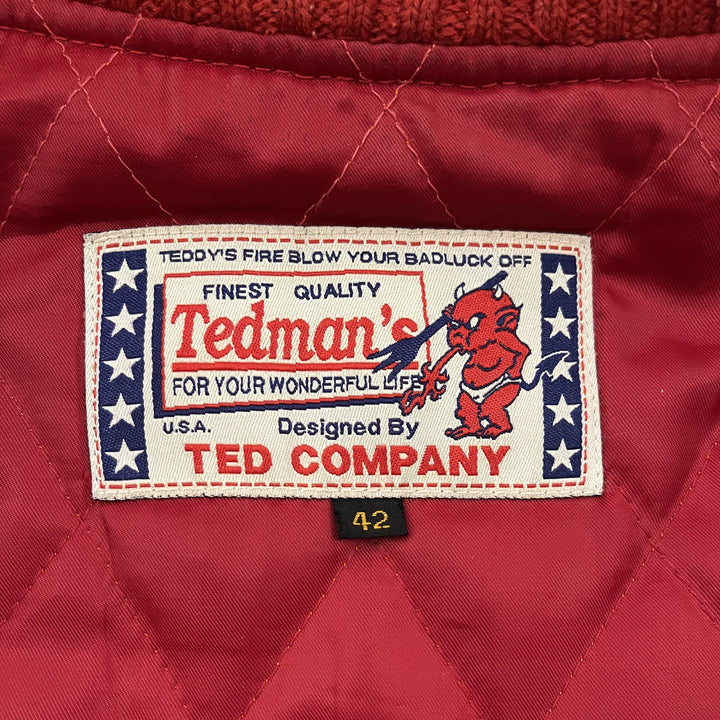 TEDDY'S FIRE BLOW YOUR BADLUCK OFF
FINEST QUALITY
Tedman's
FOR YOUR WONDERFUL LIFE
U.S.A. Designed By
TED COMPANY
42